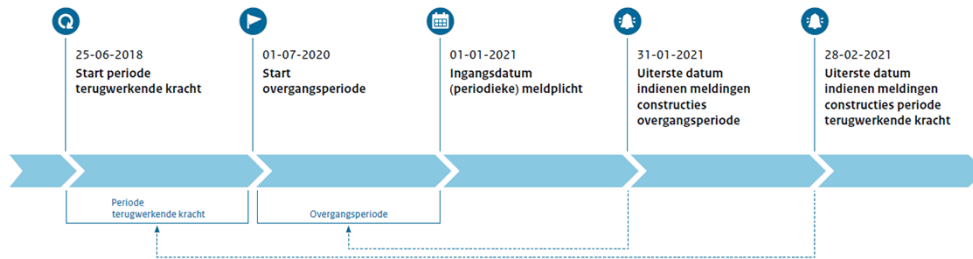 25-06-2018
Start periode
terugwerkende kracht
01-07-2020
Start
overgangsperiode
01-01-2021
Ingangsdatum
(periodieke) meldplicht
31-01-2021
Uiterste datum
indienen meldingen
constructies
overgangsperiode
28-02-2021
Uiterste datum
indienen meldingen
constructies periode
terugwerkende kracht
Periode
terugwerkende kracht
Overgangsperiode